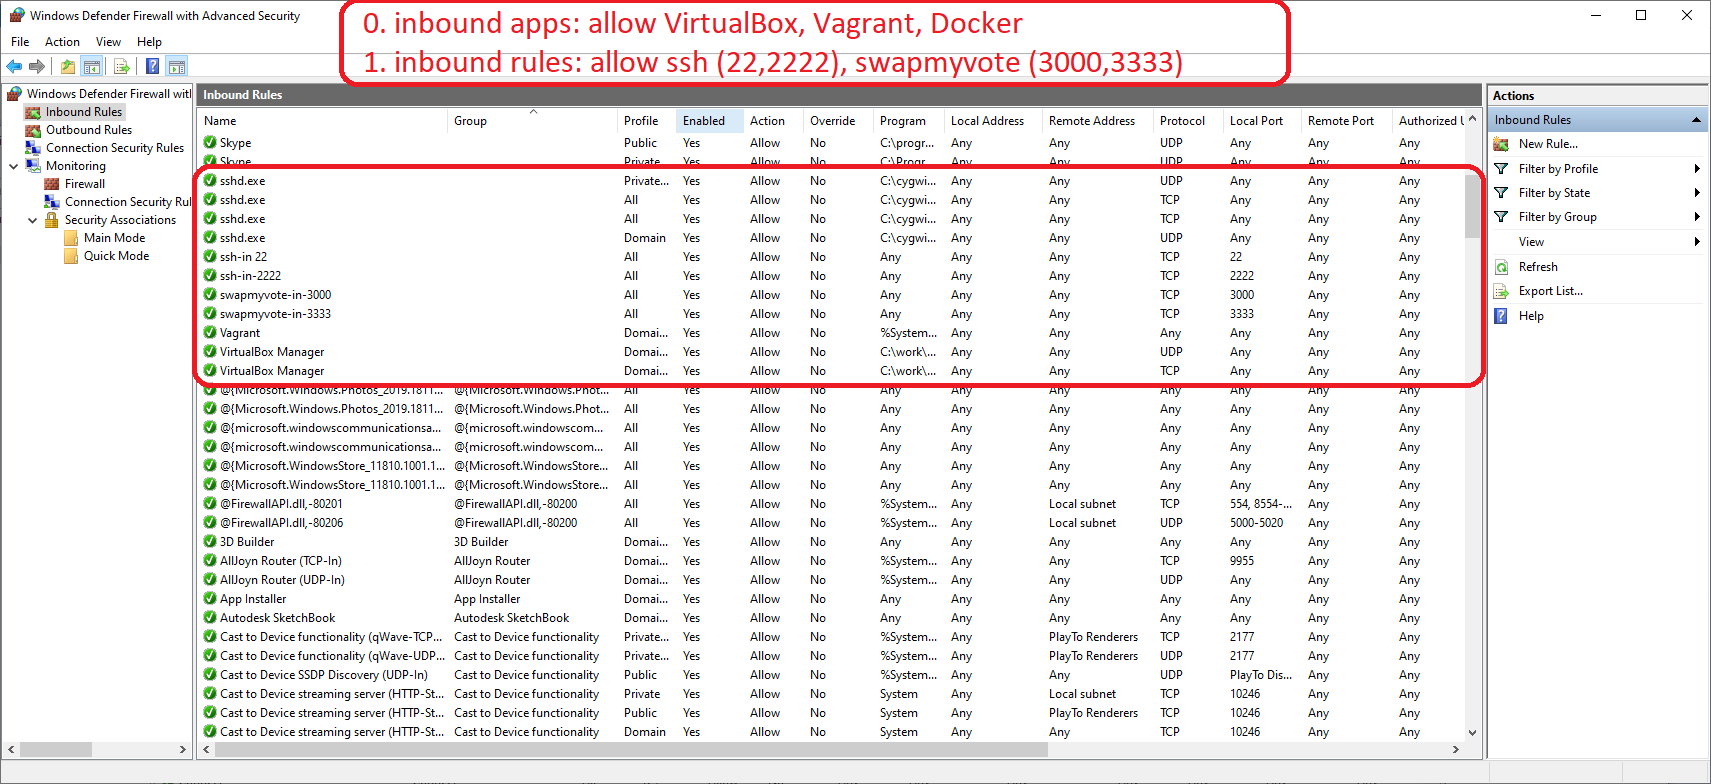 Windows Defender Firewall with Advanced Security
0. inbound apps: allow VirtualBox, Vagrant, Docker
1. inbound rules: allow ssh (22,2222), swapmyvote (3000,3333)
File Action View Help
Windows Defender Firewall wit
Inbound Rules
Outbound Rules
Connection Security Rules
Monitoring
Firewall
Connection Security Rul
Security Associations
Main Mode
Quick Mode
Inbound Rules
Name Group Profile Enabled Action Override Program Local Address Remote Address Protocol Local Port Remote Port Authorized U
Skype Public Yes Allow No C:\progr... Any Any UDP Any Any Any
Skype Private Yes Allow No C:\Progr Any Any UDP Any Any Any
sshd.exe Private... Yes Allow No C:\cygwi... Any Any UDP Any Any Any
sshd.exe All Yes Allow No C:\cygwi... Any Any TCP Any Any Any
sshd.exe All Yes Allow No C:\cygwi... Any Any TCP Any Any Any
sshd.exe Domain Yes Allow No C:\cygwi... Any Any UDP Any Any Any
ssh-in 22 All Yes Allow No Any Any Any TCP 22 Any Any
ssh-in-2222 All Yes Allow No Any Any Any TCP 2222 Any Any
swapmyvote-in-3000 All Yes Allow No Any Any Any TCP 3000 Any Any
swapmyvote-in-3333 All Yes Allow No Any Any Any TCP 3333 Any Any
Vagrant Domai... Yes Allow No %System... Any Any Any Any Any Any
VirtualBox Manager Domai... Yes Allow No C:\work\... Any Any UDP Any Any Any
VirtualBox Manager Domai... Yes Allow No C:\work\... Any Any TCP Any Any Any
@{Microsoft.Windows.Photos_2019.1811... @{Microsoft.Windows.Phot... All Yes Allow No Any Any Any Any Any Any Any
@{Microsoft.Windows.Photos_2019.1811... @{Microsoft.Windows.Phot... All Yes Allow No Any Any Any Any Any Any Any
@{microsoft.windowscommunicationsa... @{microsoft.windowscom... All Yes Allow No Any Any Any Any Any Any Any
@{microsoft.windowscommunicationsa... @{microsoft.windowscom... All Yes Allow No Any Any Any Any Any Any Any
@{Microsoft.WindowsStore_11810.1001.1... @{Microsoft.WindowsStore... All Yes Allow No Any Any Any Any Any Any Any
@{Microsoft.WindowsStore_11810.1001.1... @{Microsoft.WindowsStore... All Yes Allow No Any Any Any Any Any Any Any
@FirewallAPI.dll,-80201 @FirewallAPI.dll,-80200 All Yes Allow No %System... Any Local subnet TCP 554, 8554-... Any Any
@FirewallAPI.dll,-80206 @FirewallAPI.dll,-80200 All Yes Allow No %System... Any Local subnet UDP 5000-5020 Any Any
3D Builder 3D Builder Domai... Yes Allow No Any Any Any Any Any Any Any
AllJoyn Router (TCP-In) AllJoyn Router Domai... Yes Allow No %System... Any Any TCP 9955 Any Any
AllJoyn Router (UDP-In) AllJoyn Router Domai... Yes Allow No %System... Any Any UDP Any Any Any
App Installer App Installer Domai... Yes Allow No Any Any Any Any Any Any Any
Autodesk SketchBook Autodesk SketchBook Domai... Yes Allow No Any Any Any Any Any Any Any
Cast to Device functionality (qWave-TCP... Cast to Device functionality Private... Yes Allow No %System... Any PlayTo Renderers TCP 2177 Any Any
Cast to Device functionality (qWave-UDP... Cast to Device functionality Private... Yes Allow No %System... Any PlayTo Renderers UDP 2177 Any Any
Cast to Device SSDP Discovery (UDP-In) Cast to Device functionality Public Yes Allow No %System... Any Any UDP PlayTo Dis... Any Any
Cast to Device streaming server (HTTP-St... Cast to Device functionality Private Yes Allow No System Any Local subnet TCP 10246 Any Any
Cast to Device streaming server (HTTP-St... Cast to Device functionality Public Yes Allow No System Any PlayTo Renderers TCP 10246 Any Any
Cast to Device streaming server (HTTP-St... Cast to Device functionality Domain Yes Allow No System Any Any TCP 10246 Any Any
Actions
Inbound Rules
New Rule...
Filter by Profile
Filter by State
Filter by Group
View
Refresh
Export List...
Help